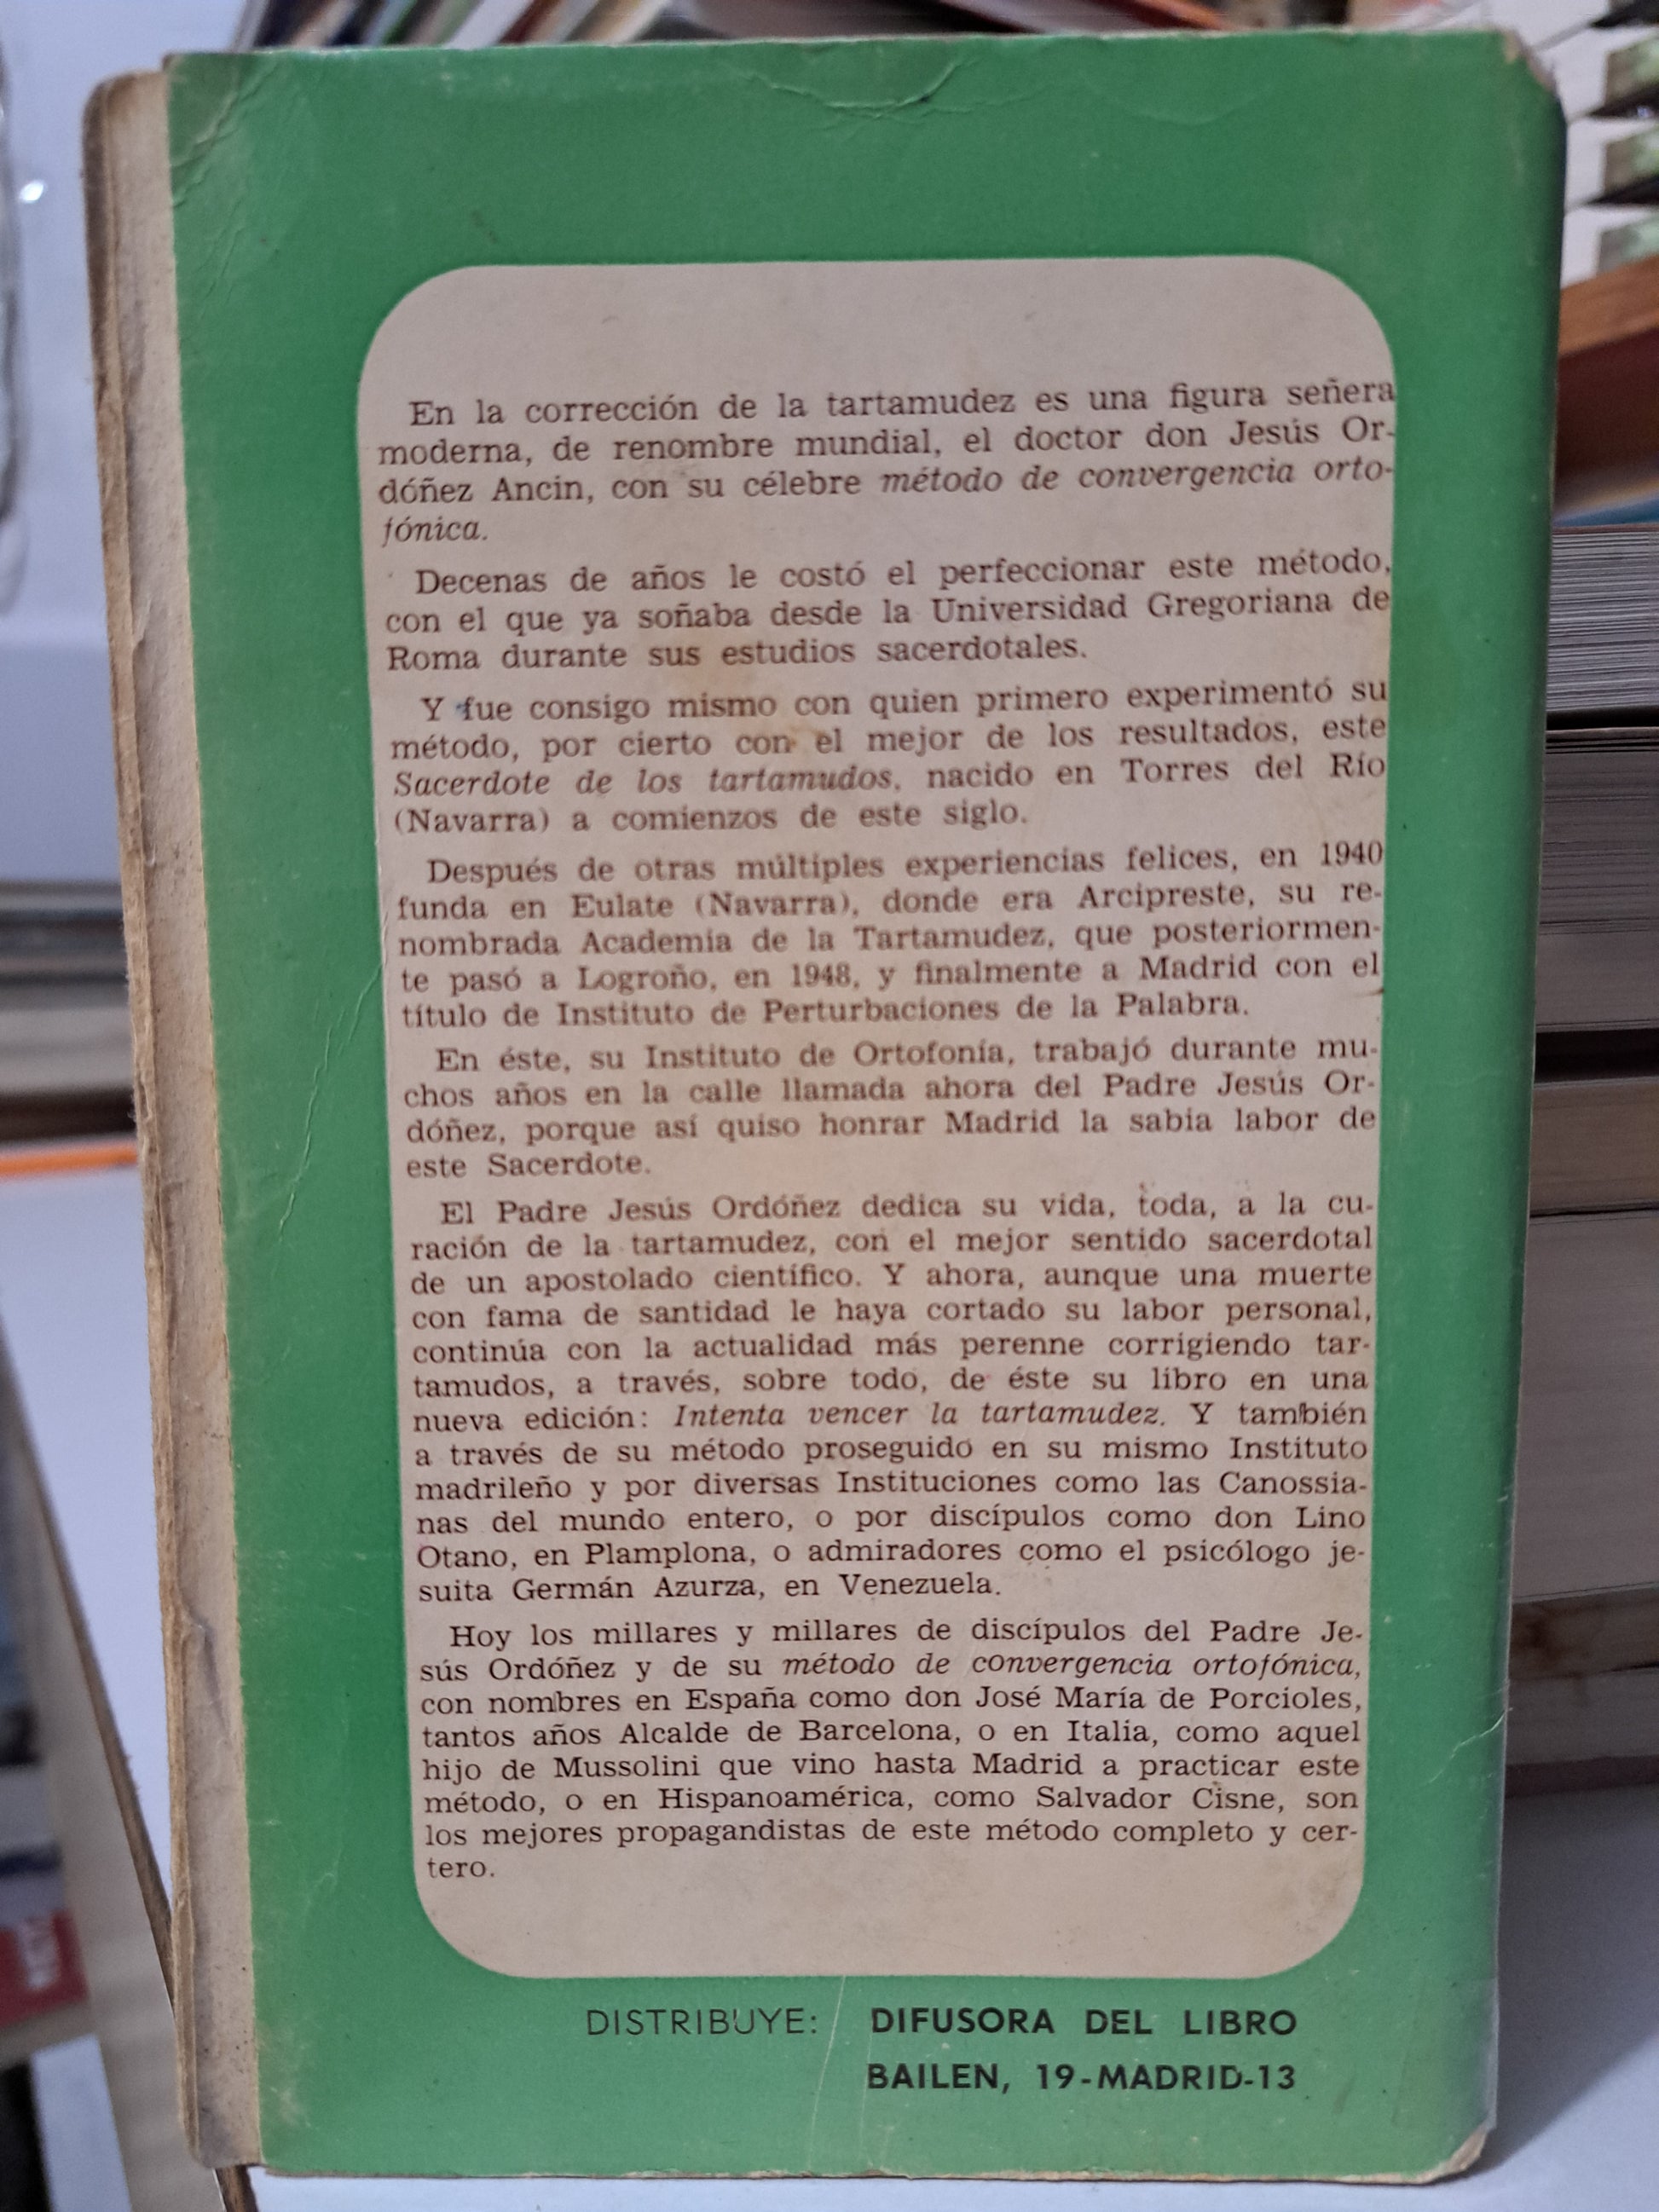 En la corrección de la tartamudez es una figura señera
moderna, de renombre mundial, el doctor don Jesús Or-
dóñez Ancin, con su célebre método de convergencia orto-
fónica.
Decenas de años le costó el perfeccionar este método,
con el que ya soñaba desde la Universidad Gregoriana de
Roma durante sus estudios sacerdotales.
Y fue consigo mismo con quien primero experimentó su
método, por cierto con el mejor de los resultados, este
Sacerdote de los tartamudos, nacido en Torres del Río
(Navarra) a comienzos de este siglo.
Después de otras múltiples experiencias felices, en 1940
funda en Eulate (Navarra), donde era Arcipreste, su re-
nombrada Academia de la Tartamudez, que posteriormen-
te pasó a Logroño, en 1948, y finalmente a Madrid con el
título de Instituto de Perturbaciones de la Palabra.
En éste, su Instituto de Ortofonía, trabajó durante mu-
chos años en la calle llamada ahora del Padre Jesús Or-
dóñez, porque así quiso honrar Madrid la sabia labor de
este Sacerdote.
El Padre Jesús Ordóñez dedica su vida, toda, a la cu-
ración de la tartamudez, con el mejor sentido sacerdotal
de un apostolado científico. Y ahora, aunque una muerte
con fama de santidad le haya cortado su labor personal,
continúa con la actualidad más perenne corrigiendo tar-
tamudos, a través, sobre todo, de éste su libro en una
nueva edición: Intenta vencer la tartamudez. Y también
a través de su método proseguido en su mismo Instituto
madrileño y por diversas Instituciones como las Canossia-
nas del mundo entero, o por discípulos como don Lino
Otano, en Plamplona, o admiradores como el psicólogo je-
suita Germán Azurza, en Venezuela.
Hoy los millares y millares de discípulos del Padre Je-
sús Ordóñez y de su método de convergencia ortofónica,
con nombres en España como don José María de Porcioles,
tantos años Alcalde de Barcelona, o en Italia, como aquel
hijo de Mussolini que vino hasta Madrid a practicar este
método, o en Hispanoamérica, como Salvador Cisne, son
los mejores propagandistas de este método completo y cer-
tero.
DISTRIBUYE: DIFUSORA DEL LIBRO
BAILEN, 19-MADRID-13